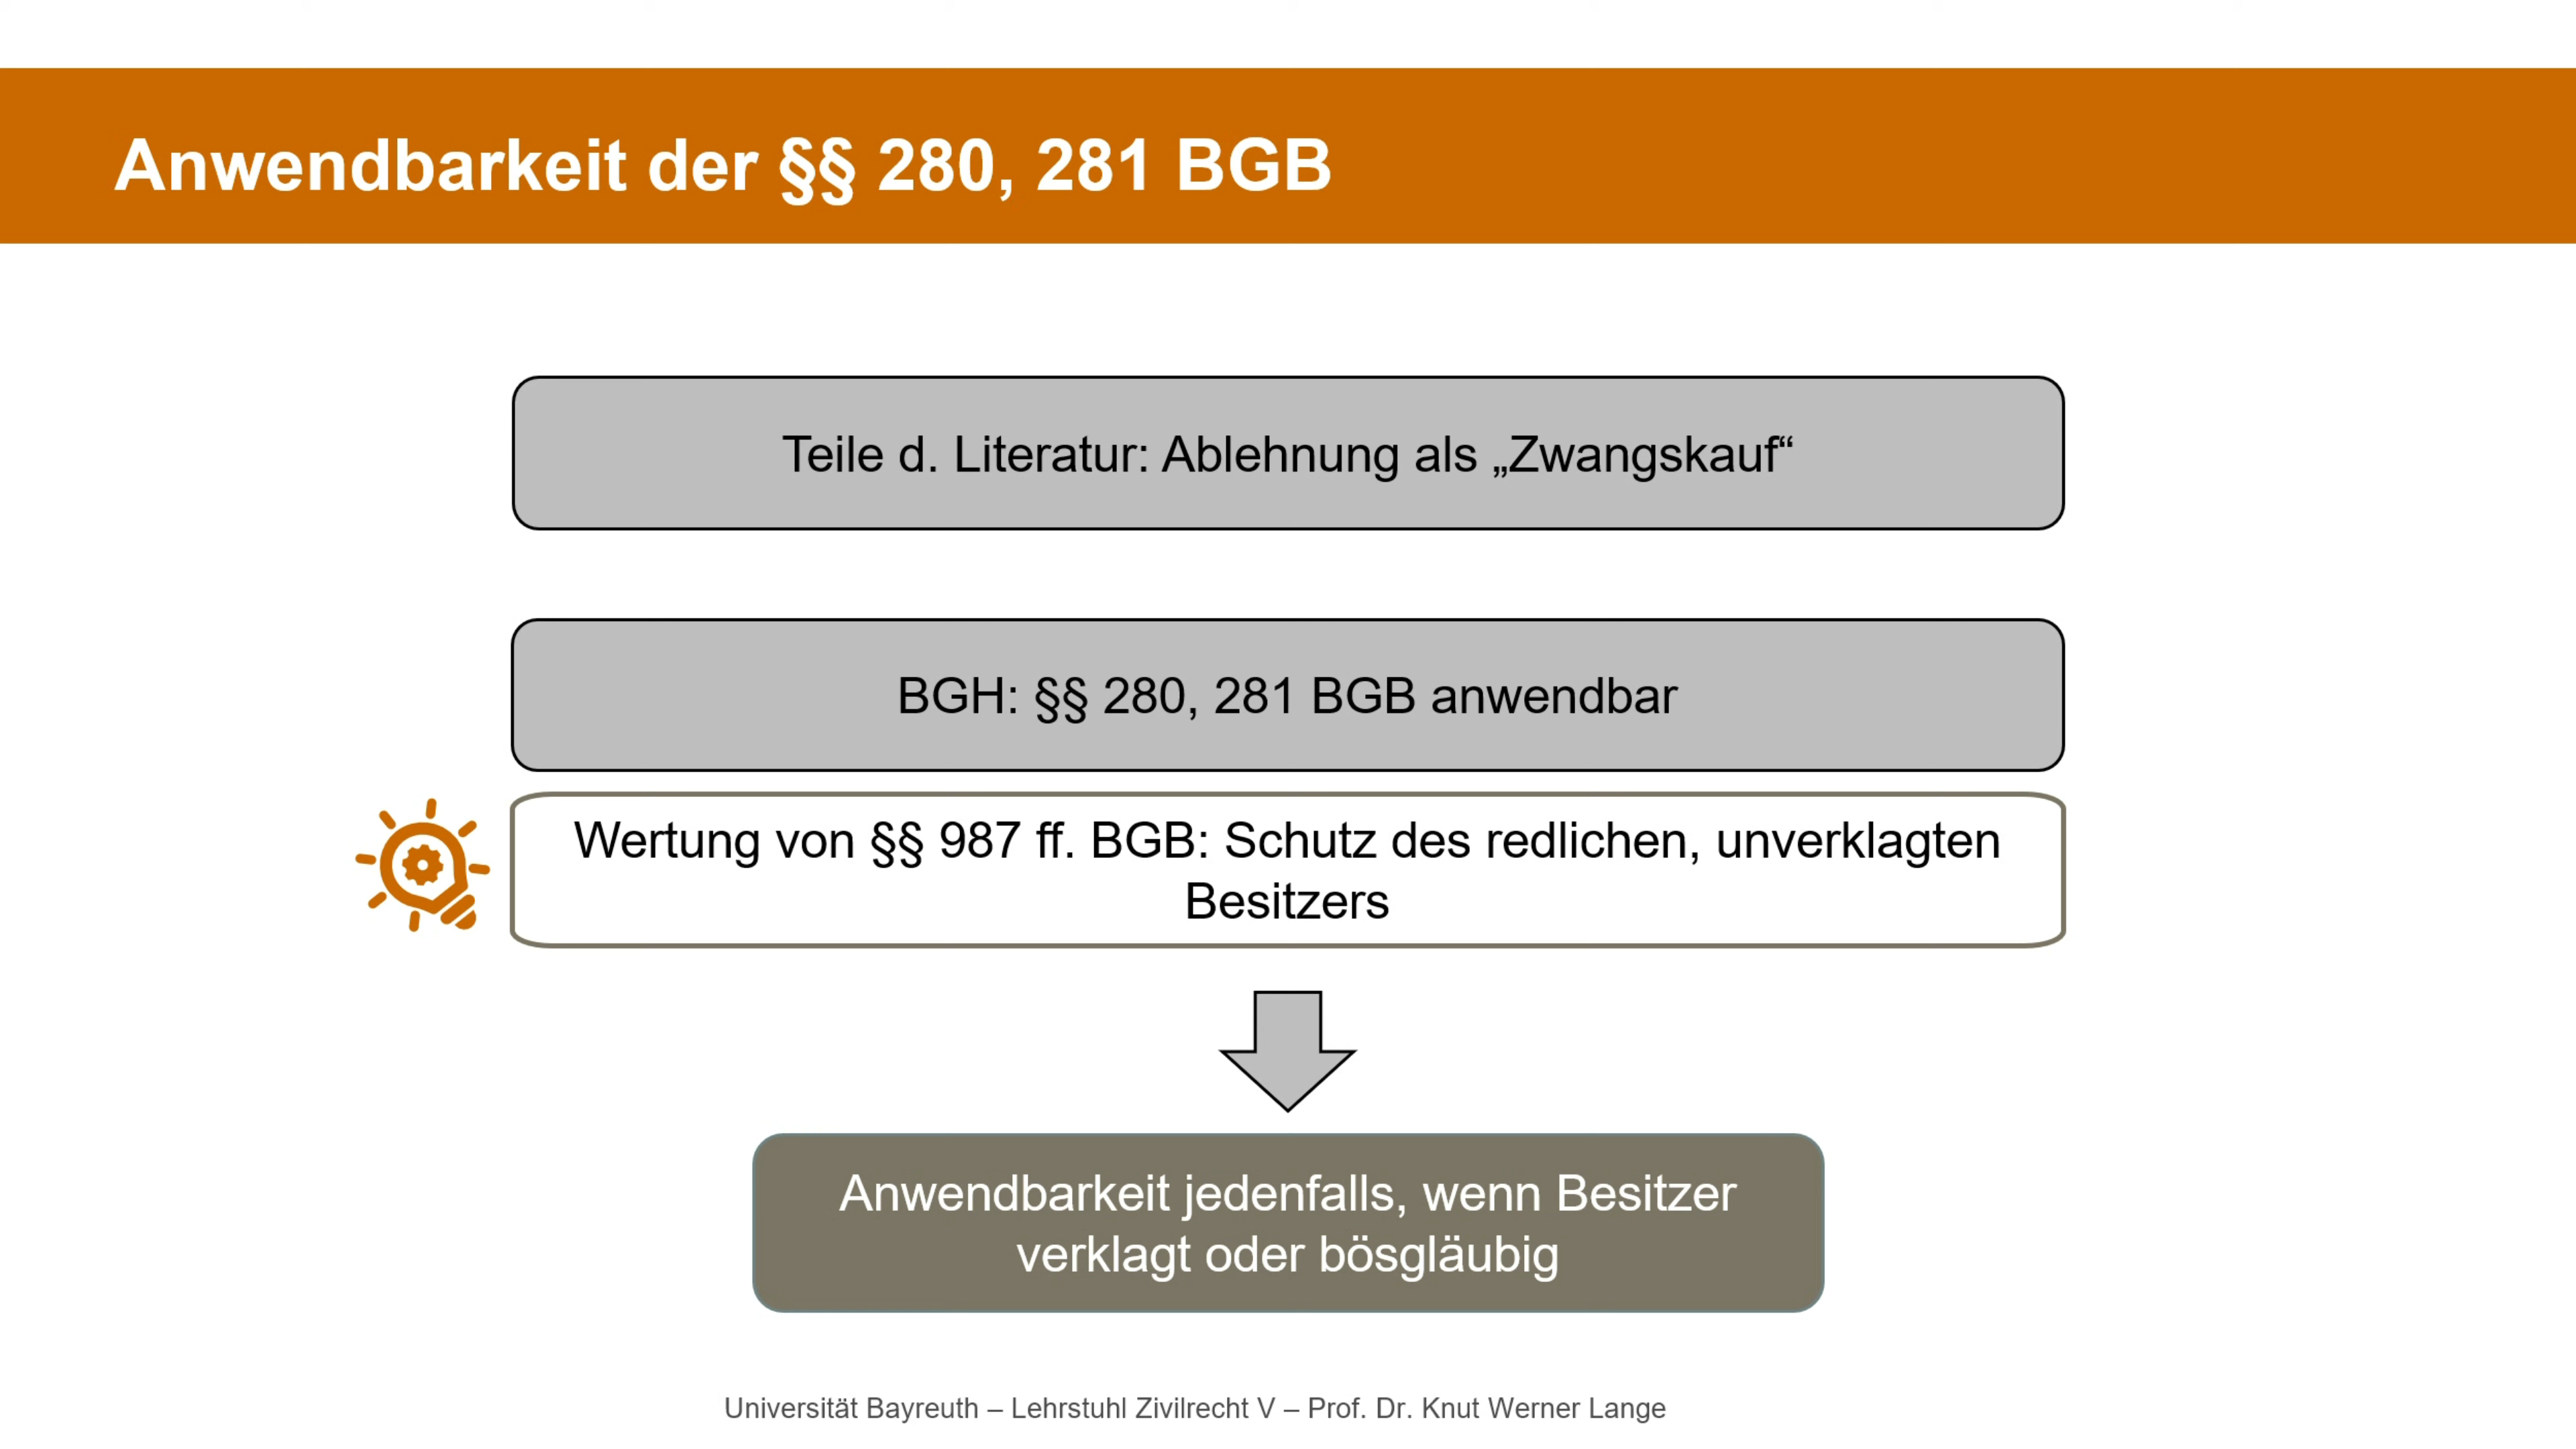 Anwendbarkeit der §§ 280, 281 BGB
Teile d. Literatur: Ablehnung als „Zwangskauf“
BGH: §§ 280, 281 BGB anwendbar
Wertung von §§ 987 ff. BGB: Schutz des redlichen, unverklagten
Besitzers
Anwendbarkeit jedenfalls, wenn Besitzer
verklagt oder bösgläubig
Universität Bayreuth – Lehrstuhl Zivilrecht V – Prof. Dr. Knut Werner Lange